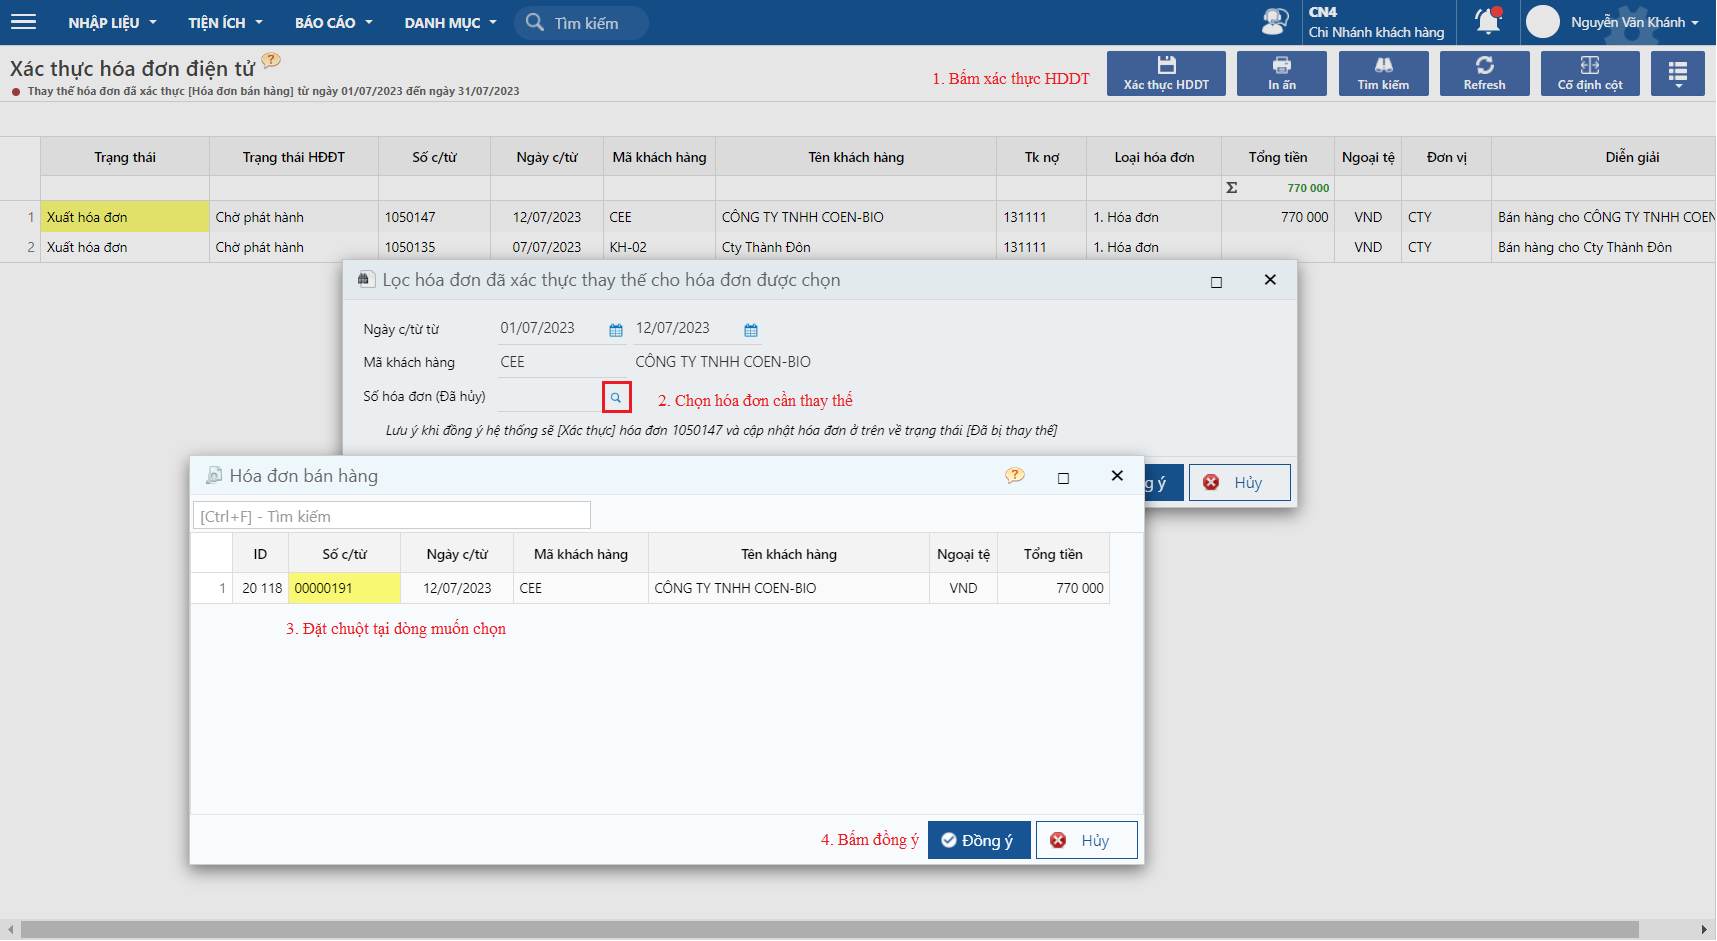 NHẬP LIỆU TIỆN ÍCH BÁO CÁO DANH MỤC Tìm kiếm
CN4
Chi Nhánh khách hàng
Nguyễn Văn Khánh
Xác thực hóa đơn điện tử
Thay thế hóa đơn đã xác thực [Hóa đơn bán hàng] từ ngày 01/07/2023 đến ngày 31/07/2023
1. Bấm xác thực HDDT
Xác thực HDDT In ấn Tìm kiếm Refresh Cố định cột
Trạng thái Trạng thái HĐĐT Số c/từ Ngày c/từ Mã khách hàng Tên khách hàng Tk nợ Loại hóa đơn Tổng tiền Ngoại tệ Đơn vị Diễn giải
Σ 770 000
1 Xuất hóa đơn Chờ phát hành 1050147 12/07/2023 CEE CÔNG TY TNHH COEN-BIO 131111 1. Hóa đơn 770 000 VND CTY Bán hàng cho CÔNG TY TNHH COEN
2 Xuất hóa đơn Chờ phát hành 1050135 07/07/2023 KH-02 Cty Thành Đôn 131111 1. Hóa đơn VND CTY Bán hàng cho Cty Thành Đôn
Lọc hóa đơn đã xác thực thay thế cho hóa đơn được chọn
Ngày c/từ từ 01/07/2023 12/07/2023
Mã khách hàng CEE CÔNG TY TNHH COEN-BIO
Số hóa đơn (Đã hủy) 2. Chọn hóa đơn cần thay thế
Lưu ý khi đồng ý hệ thống sẽ [Xác thực] hóa đơn 1050147 và cập nhật hóa đơn ở trên về trạng thái [Đã bị thay thế]
g ý Hủy
Hóa đơn bán hàng
[Ctrl+F] - Tìm kiếm
ID Số c/từ Ngày c/từ Mã khách hàng Tên khách hàng Ngoại tệ Tổng tiền
1 20 118 00000191 12/07/2023 CEE CÔNG TY TNHH COEN-BIO VND 770 000
3. Đặt chuột tại dòng muốn chọn
4. Bấm đồng ý Đồng ý Hủy